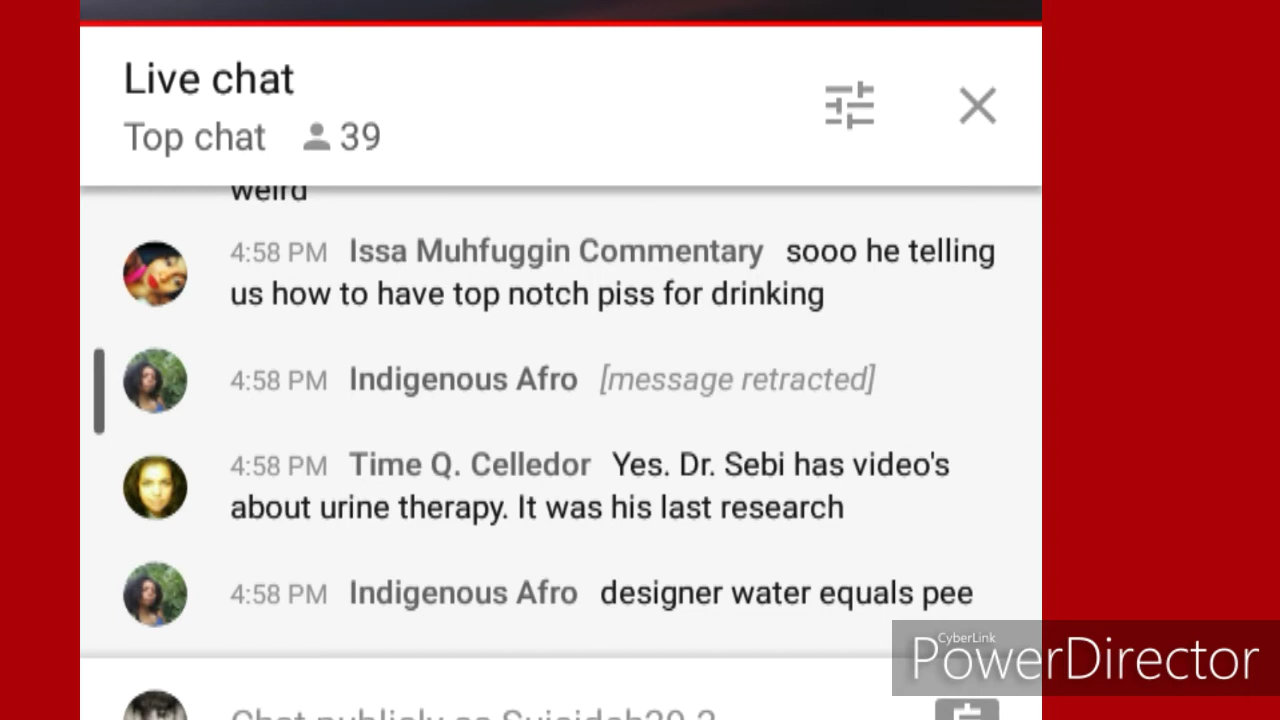 Live chat
Top chat 39
weird
4:58 PM Issa Muhfuggin Commentary sooo he telling
us how to have top notch piss for drinking
4:58 PM Indigenous Afro [message retracted]
4:58 PM Time Q. Celledor Yes. Dr. Sebi has video's
about urine therapy. It was his last research
4:58 PM Indigenous Afro designer water equals pee
CyberLink
PowerDirector
Chat publicly as